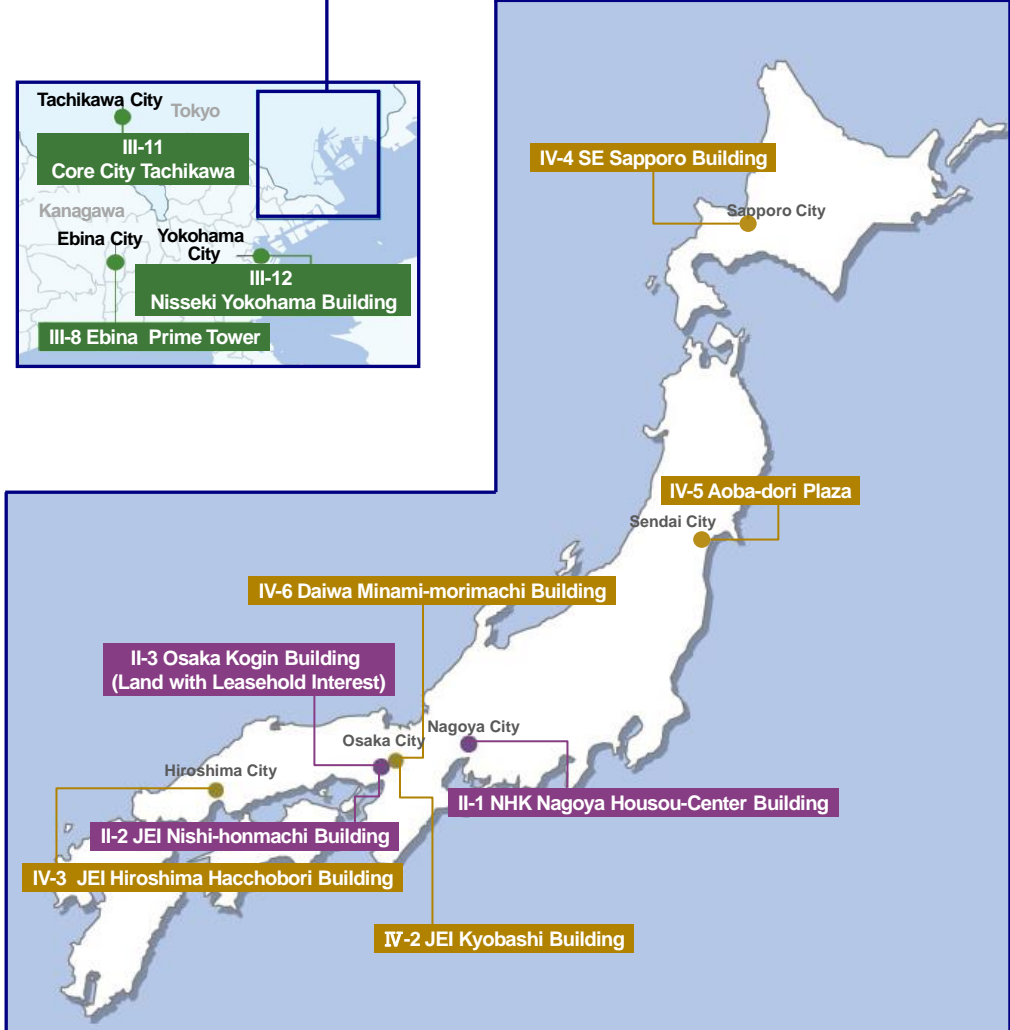 Tachikawa City
Tokyo
III-11
Core City Tachikawa
Kanagawa
Ebina City
Yokohama
City
III-12
Nisseki Yokohama Building
III-8 Ebina Prime Tower
IV-4 SE Sapporo Building
Sapporo City
IV-5 Aoba-dori Plaza
Sendai City
IV-6 Daiwa Minami-morimachi Building
II-3 Osaka Kogin Building
(Land with Leasehold Interest)
Nagoya City
Osaka City
Hiroshima City
II-1 NHK Nagoya Housou-Center Building
II-2 JEI Nishi-honmachi Building
IV-3 JEI Hiroshima Hacchobori Building
Ⅳ-2 JEI Kyobashi Building